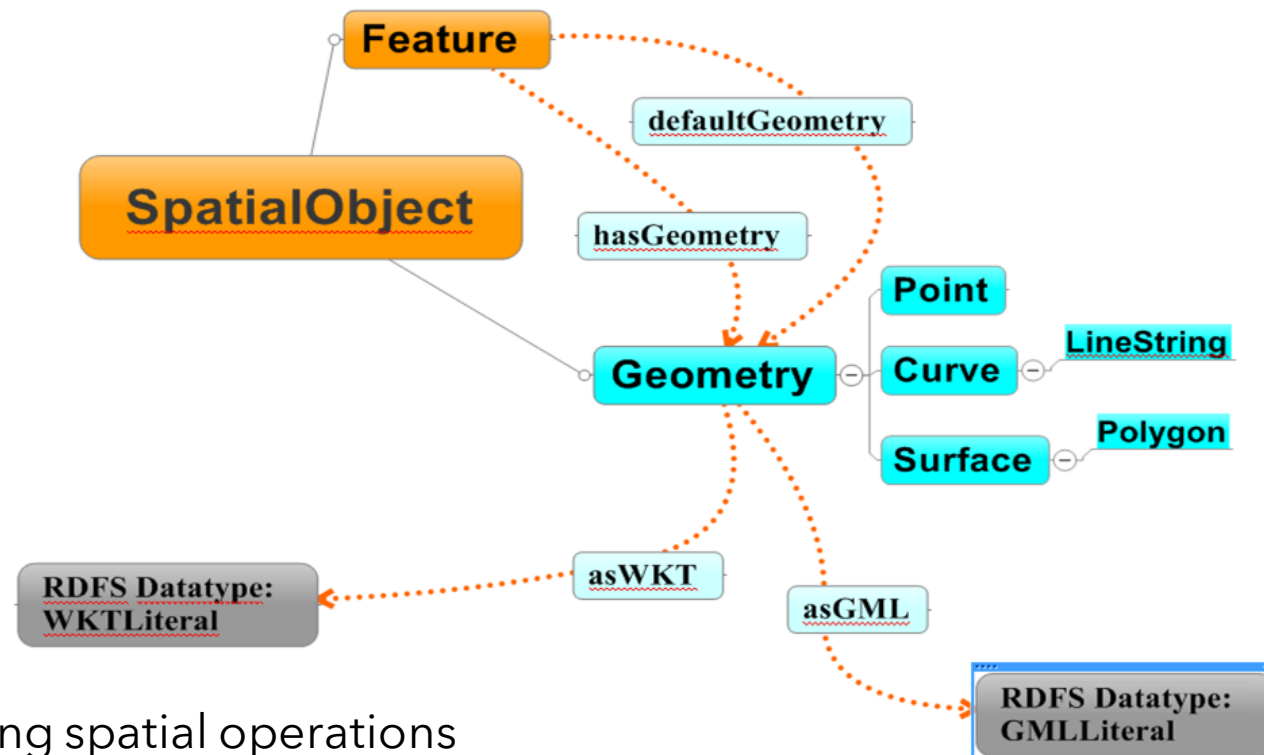 Feature
defaultGeometry
SpatialObject
hasGeometry
Point
LineString
Geometry
Curve
Polygon
Surface
asWKT
RDFS Datatype:
WKTLiteral
asGML
RDFS Datatype:
GMLLiteral
spatial operations